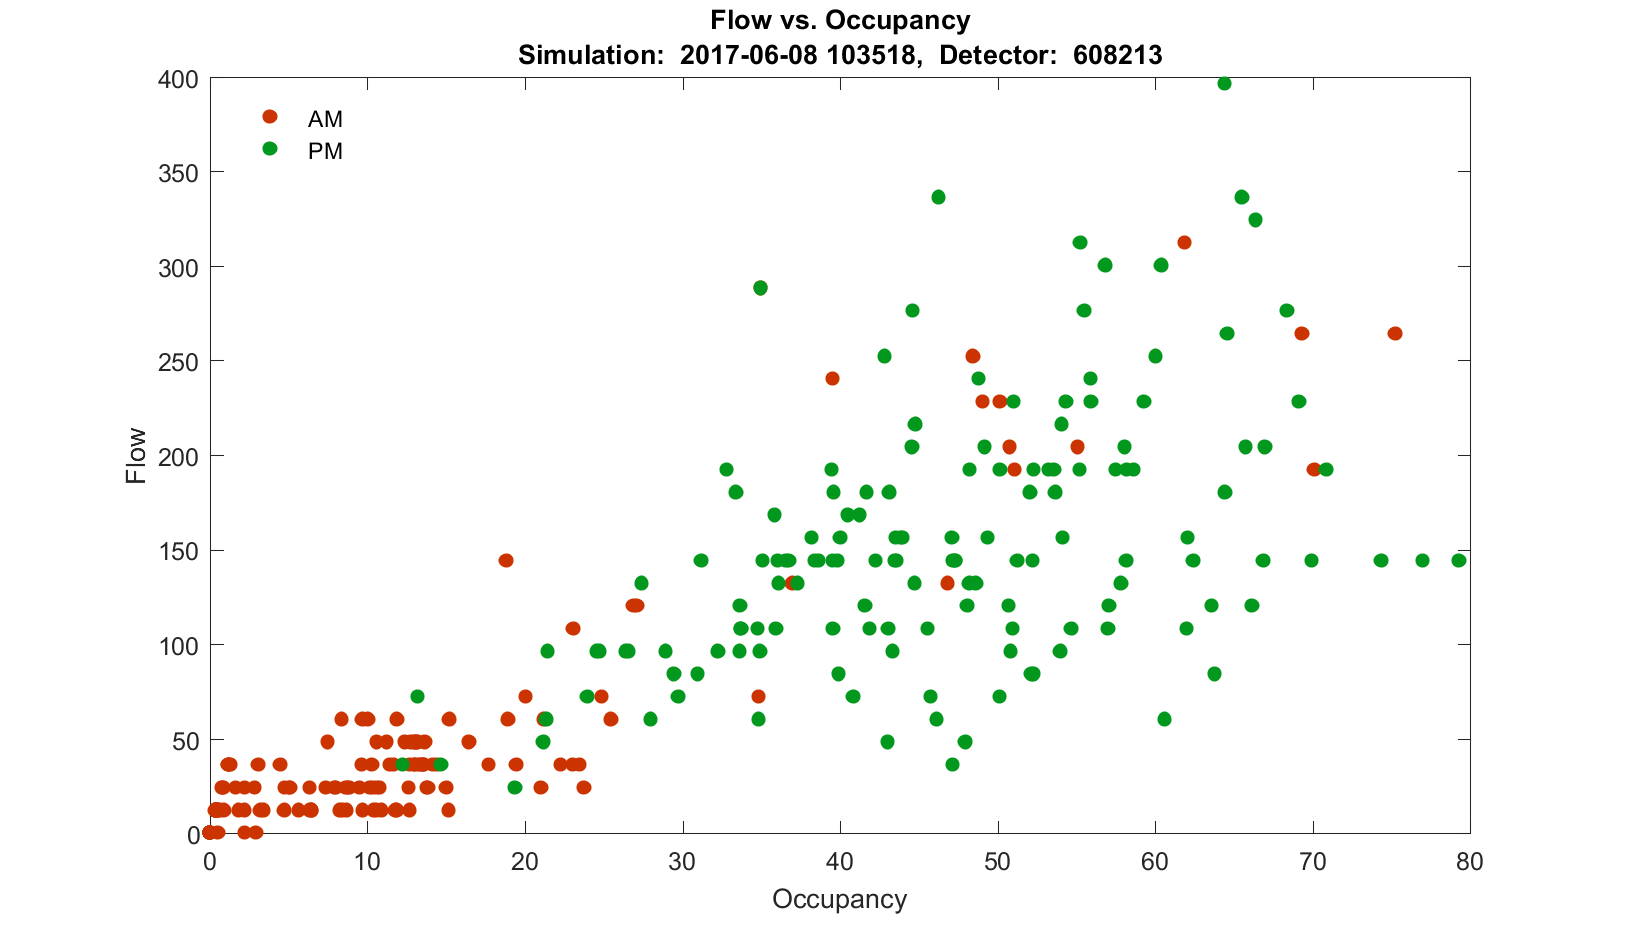 Flow vs. Occupancy
Simulation:  2017-06-08 103518,  Detector:  608213
400
AM
PM
350
300
250
Flow
200
150
100
50
0
0 10 20 30 40 50 60 70 80
Occupancy